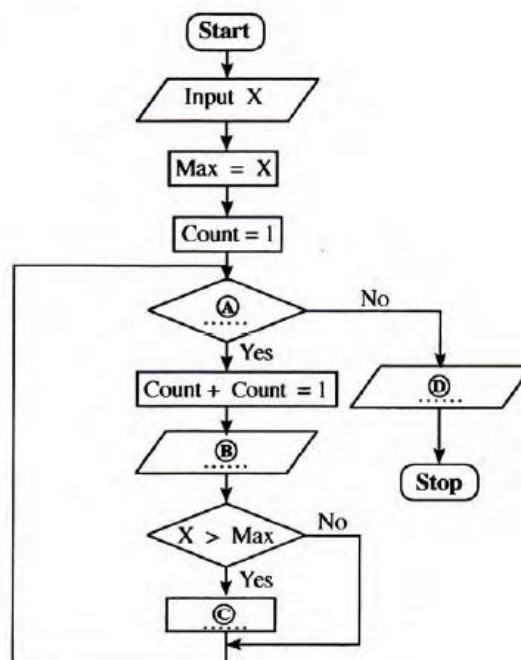 Start
Input X
Max = X
Count = 1
Ⓐ
......
No
Yes
Count + Count = 1
Ⓓ
......
Ⓑ
......
Stop
X > Max
No
Yes
Ⓒ
......